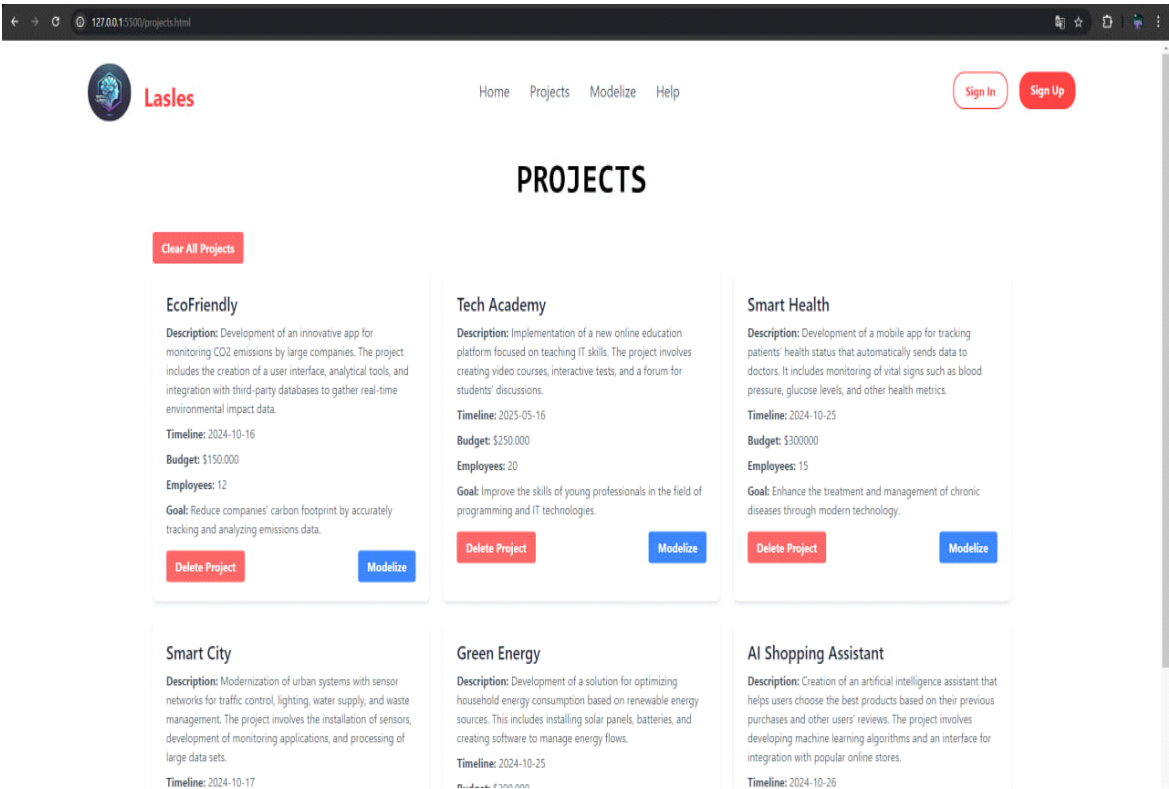 127.0.0.1:5500/projects.html
Lasles
Home Projects Modelize Help
Sign In
Sign Up
PROJECTS
Clear All Projects
EcoFriendly
Description: Development of an innovative app for
monitoring CO2 emissions by large companies. The project
includes the creation of a user interface, analytical tools, and
integration with third-party databases to gather real-time
environmental impact data.
Timeline: 2024-10-16
Budget: $150.000
Employees: 12
Goal: Reduce companies' carbon footprint by accurately
tracking and analyzing emissions data.
Delete Project
Modelize
Tech Academy
Description: Implementation of a new online education
platform focused on teaching IT skills. The project involves
creating video courses, interactive tests, and a forum for
students' discussions.
Timeline: 2025-05-16
Budget: $250.000
Employees: 20
Goal: Improve the skills of young professionals in the field of
programming and IT technologies.
Delete Project
Modelize
Smart Health
Description: Development of a mobile app for tracking
patients' health status that automatically sends data to
doctors. It includes monitoring of vital signs such as blood
pressure, glucose levels, and other health metrics.
Timeline: 2024-10-25
Budget: $300000
Employees: 15
Goal: Enhance the treatment and management of chronic
diseases through modern technology.
Delete Project
Modelize
Smart City
Description: Modernization of urban systems with sensor
networks for traffic control, lighting, water supply, and waste
management. The project involves the installation of sensors,
development of monitoring applications, and processing of
large data sets.
Timeline: 2024-10-17
Green Energy
Description: Development of a solution for optimizing
household energy consumption based on renewable energy
sources. This includes installing solar panels, batteries, and
creating software to manage energy flows.
Timeline: 2024-10-25
Budget: $200.000
AI Shopping Assistant
Description: Creation of an artificial intelligence assistant that
helps users choose the best products based on their previous
purchases and other users' reviews. The project involves
developing machine learning algorithms and an interface for
integration with popular online stores.
Timeline: 2024-10-26